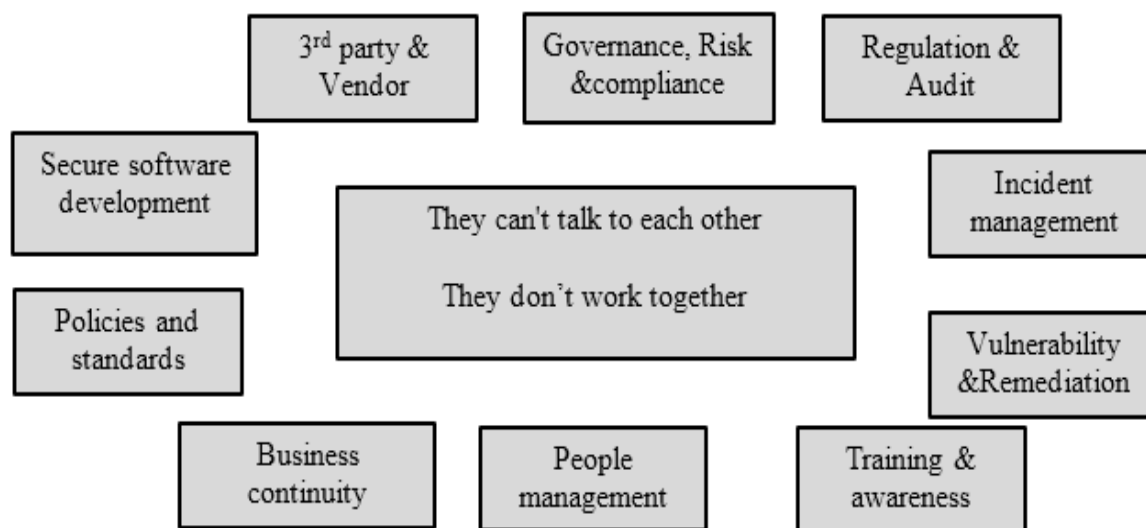 3rd party &
Vendor
Governance, Risk
&compliance
Regulation &
Audit
Secure software
development
Incident
management
They can't talk to each other
They don’t work together
Policies and
standards
Vulnerability
&Remediation
Business
continuity
People
management
Training &
awareness